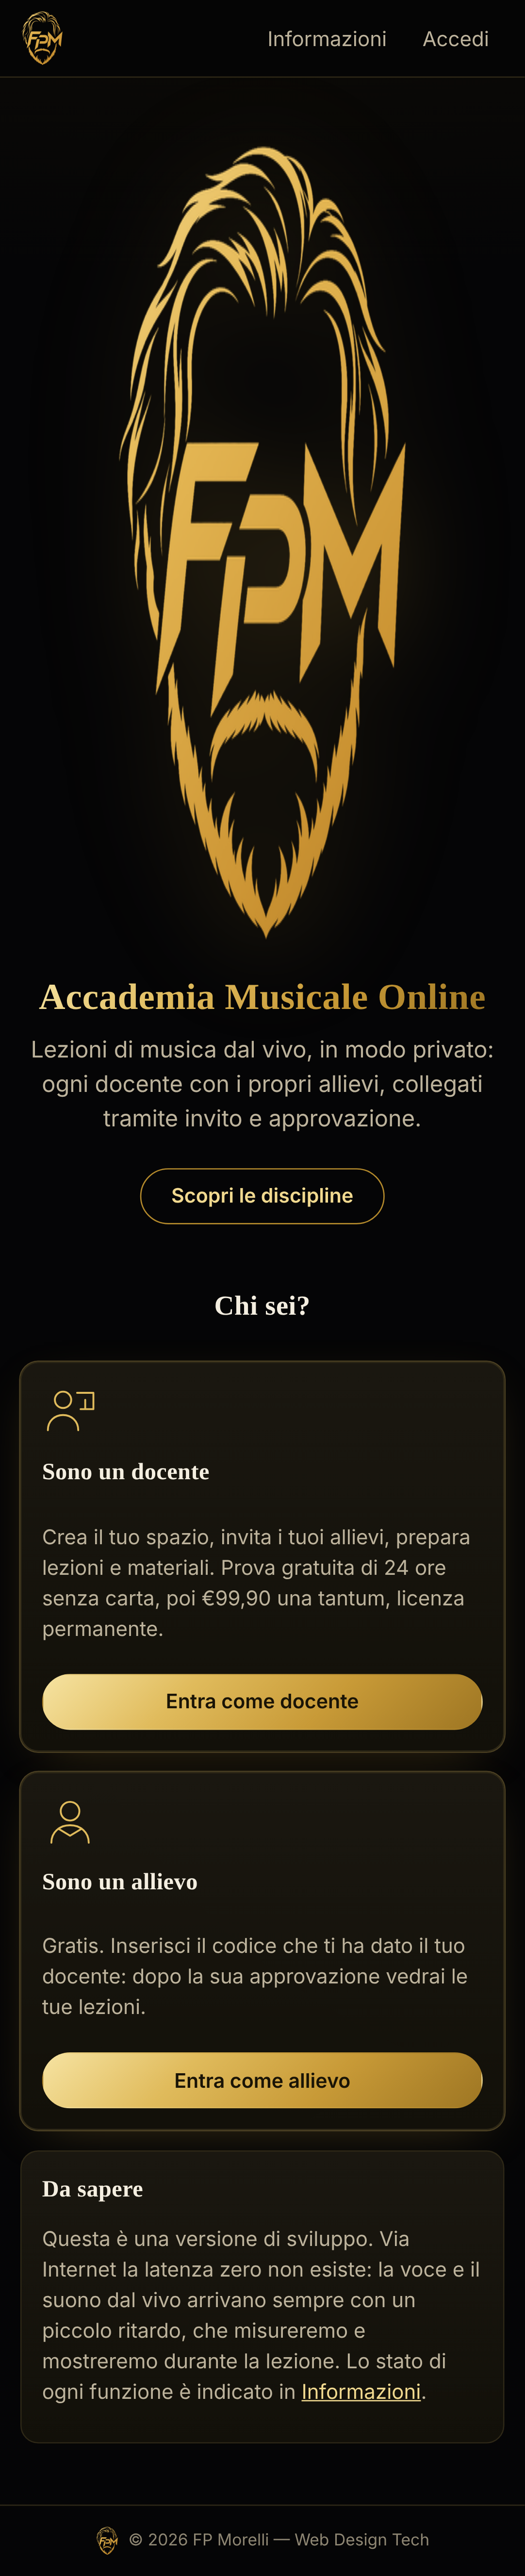 FPM
Informazioni
Accedi
FPM
Accademia Musicale Online
Lezioni di musica dal vivo, in modo privato:
ogni docente con i propri allievi, collegati
tramite invito e approvazione.
Scopri le discipline
Chi sei?
Sono un docente
Crea il tuo spazio, invita i tuoi allievi, prepara
lezioni e materiali. Prova gratuita di 24 ore
senza carta, poi €99,90 una tantum, licenza
permanente.
Entra come docente
Sono un allievo
Gratis. Inserisci il codice che ti ha dato il tuo
docente: dopo la sua approvazione vedrai le
tue lezioni.
Entra come allievo
Da sapere
Questa è una versione di sviluppo. Via
Internet la latenza zero non esiste: la voce e il
suono dal vivo arrivano sempre con un
piccolo ritardo, che misureremo e
mostreremo durante la lezione. Lo stato di
ogni funzione è indicato in Informazioni.
FPM
© 2026 FP Morelli — Web Design Tech